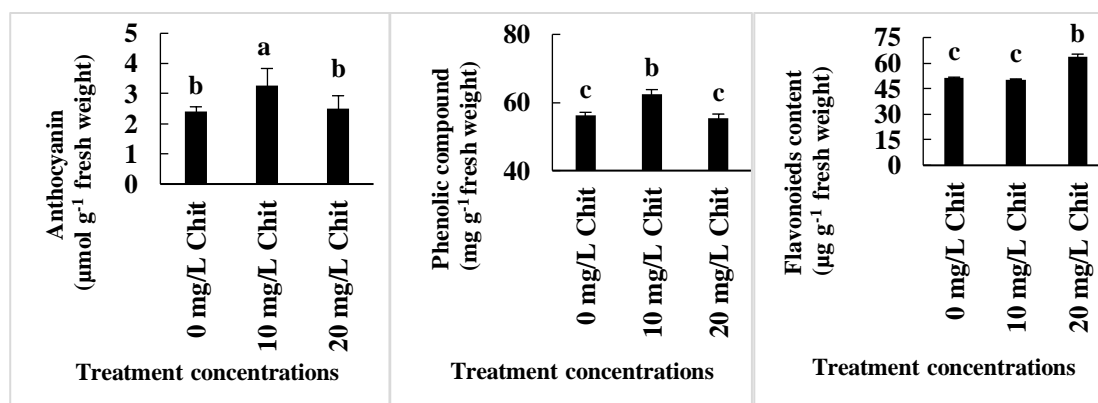 Anthocyanin
(µmol g-1 fresh weight)
5
4
3
2
1
0
b
a
b
0 mg/L Chit
10 mg/L Chit
20 mg/L Chit
Treatment concentrations
Phenolic compound
(mg g-1 fresh weight)
80
60
40
c
b
c
0 mg/L Chit
10 mg/L Chit
20 mg/L Chit
Treatment concentrations
Flavonoieds content
(µg g-1 fresh weight)
75
60
45
30
15
0
c
c
b
0 mg/L Chit
10 mg/L Chit
20 mg/L Chit
Treatment concentrations